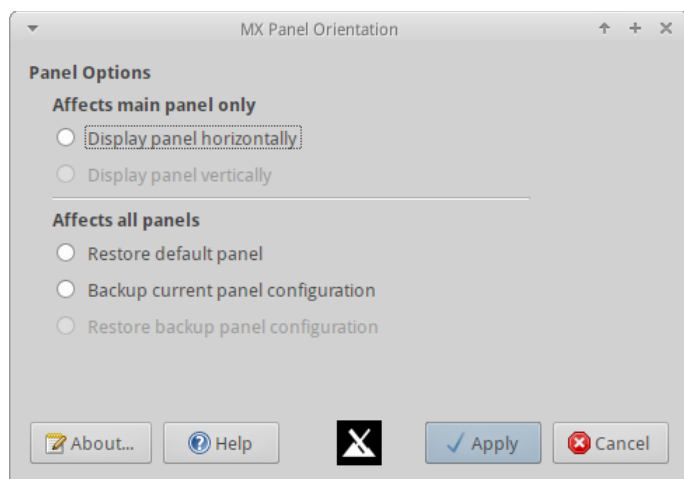 MX Panel Orientation
Panel Options
Affects main panel only
Display panel horizontally
Display panel vertically
Affects all panels
Restore default panel
Backup current panel configuration
Restore backup panel configuration
About... Help Apply Cancel